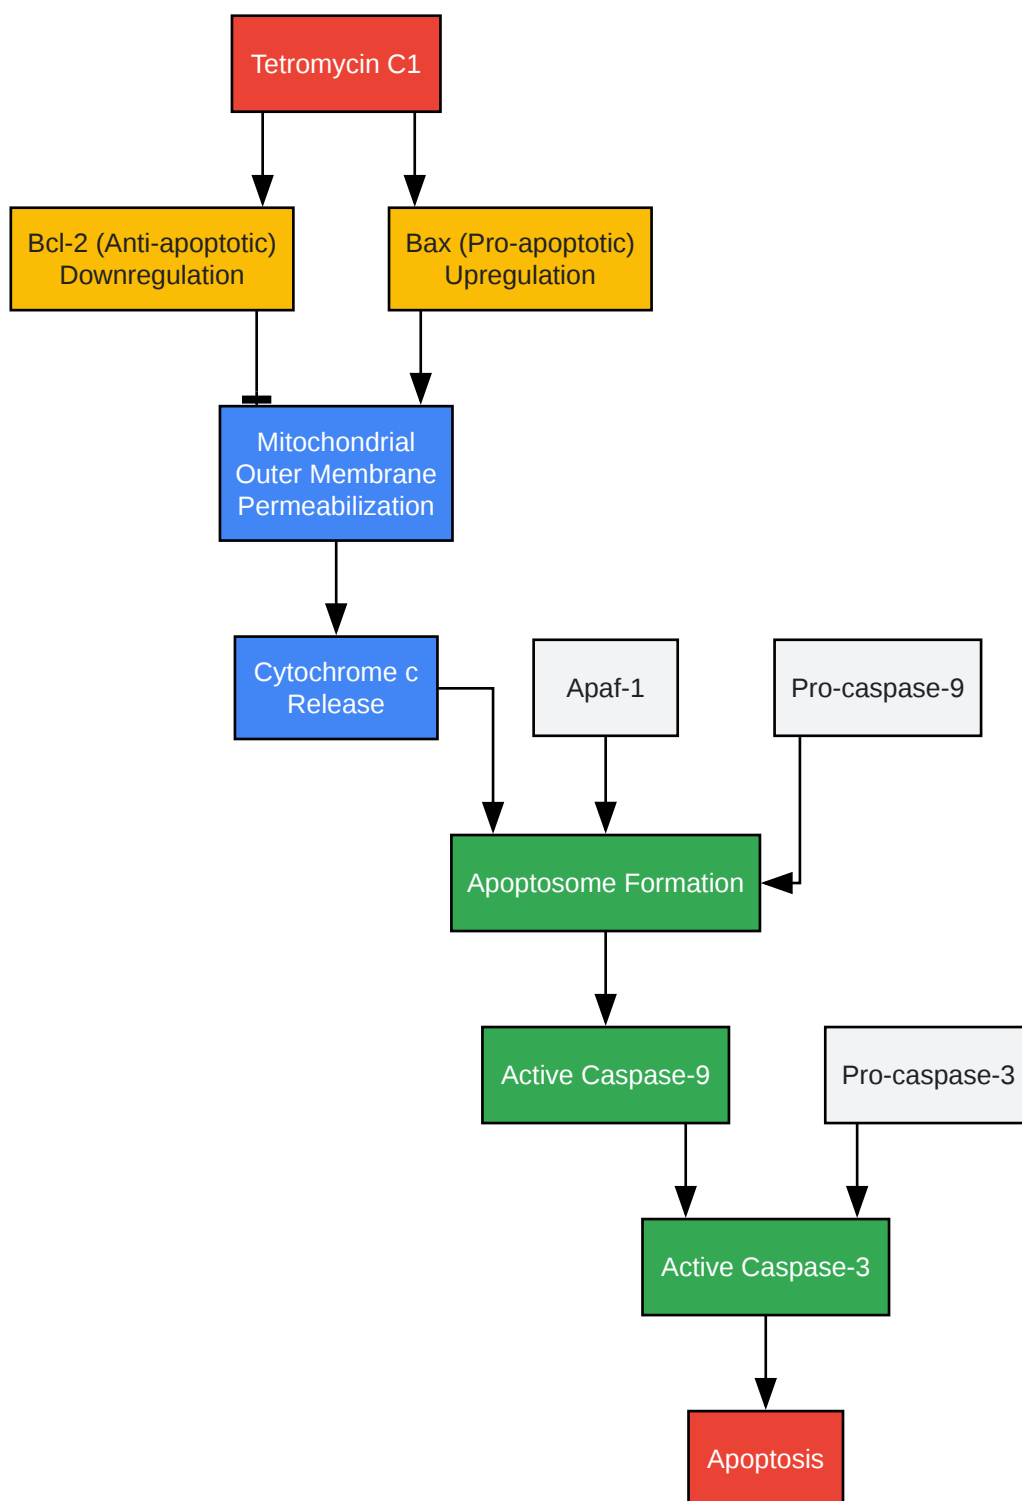 Tetromycin C1
Bcl-2 (Anti-apoptotic)
Downregulation
Bax (Pro-apoptotic)
Upregulation
Mitochondrial
Outer Membrane
Permeabilization
Cytochrome c
Release
Apaf-1
Pro-caspase-9
Apoptosome Formation
Active Caspase-9
Pro-caspase-3
Active Caspase-3
Apoptosis